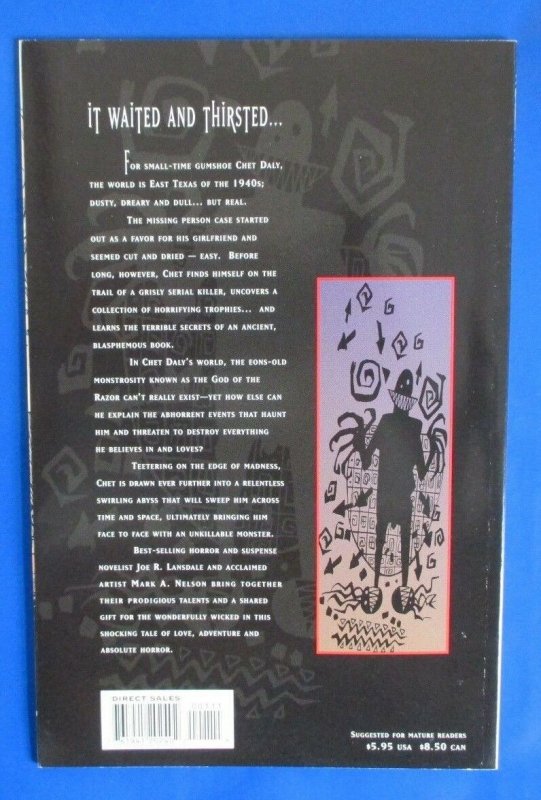 IT WAITED AND THIRSTED...
FOR SMALL-TIME GUMSHOE CHET DALY,
THE WORLD IS EAST TEXAS OF THE 1940S;
DUSTY, DREARY AND DULL... BUT REAL.
THE MISSING PERSON CASE STARTED
OUT AS A FAVOR FOR HIS GIRLFRIEND AND
SEEMED CUT AND DRIED — EASY. BEFORE
LONG, HOWEVER, CHET FINDS HIMSELF ON THE
TRAIL OF A GRISLY SERIAL KILLER, UNCOVERS A
COLLECTION OF HORRIFYING TROPHIES... AND
LEARNS THE TERRIBLE SECRETS OF AN ANCIENT,
BLASPHEMOUS BOOK.
IN CHET DALY'S WORLD, THE EONS-OLD
MONSTROSITY KNOWN AS THE GOD OF THE
RAZOR CAN'T REALLY EXIST—YET HOW ELSE CAN
HE EXPLAIN THE ABHORRENT EVENTS THAT HAUNT
HIM AND THREATEN TO DESTROY EVERYTHING
HE BELIEVES IN AND LOVES?
TEETERING ON THE EDGE OF MADNESS,
CHET IS DRAWN EVER FURTHER INTO A RELENTLESS
SWIRLING ABYSS THAT WILL SWEEP HIM ACROSS
TIME AND SPACE, ULTIMATELY BRINGING HIM
FACE TO FACE WITH AN UNKILLABLE MONSTER.
BEST-SELLING HORROR AND SUSPENSE
NOVELIST JOE R. LANSDALE AND ACCLAIMED
ARTIST MARK A. NELSON BRING TOGETHER
THEIR PRODIGIOUS TALENTS AND A SHARED
GIFT FOR THE WONDERFULLY WICKED IN THIS
SHOCKING TALE OF LOVE, ADVENTURE AND
ABSOLUTE HORROR.
DIRECT SALES
00111
SUGGESTED FOR MATURE READERS
$5.95 USA $8.50 CAN